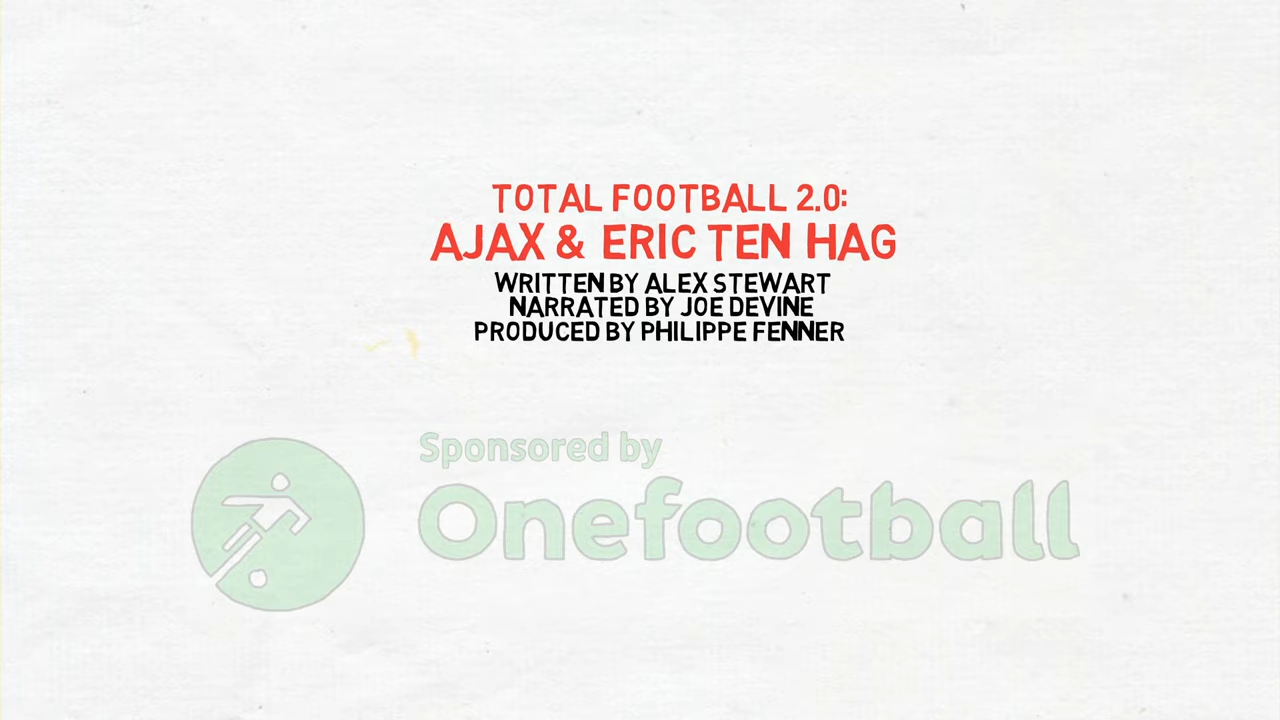 TOTAL FOOTBALL 2.0:
AJAX & ERIC TEN HAG
WRITTEN BY ALEX STEWART
NARRATED BY JOE DEVINE
PRODUCED BY PHILIPPE FENNER
Sponsored by
Onefootball